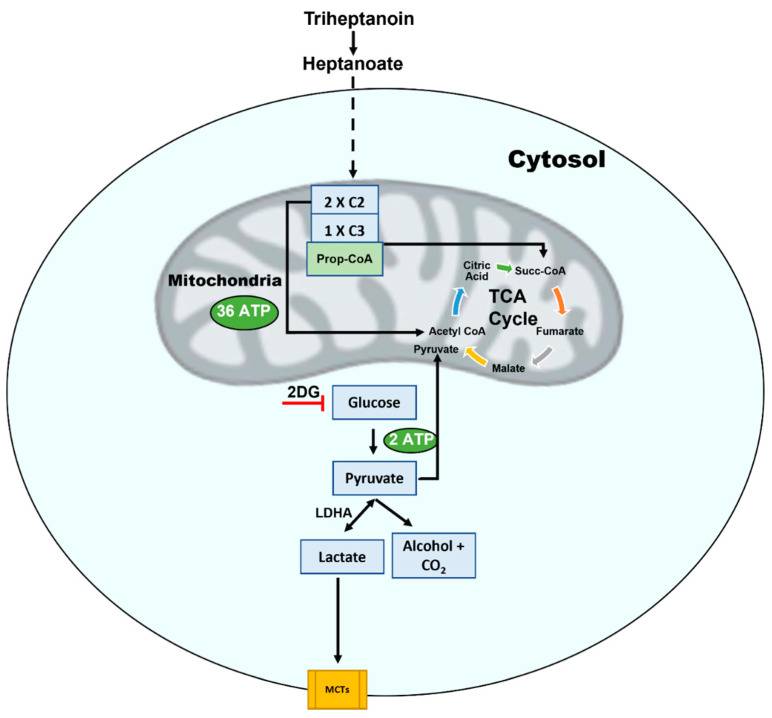 Triheptanoin
Heptanoate
Cytosol
2 X C2
1 X C3
Prop-CoA
Mitochondria
36 ATP
Citric
Acid
Succ-CoA
TCA
Cycle
Acetyl CoA
Fumarate
Pyruvate
Malate
2DG
Glucose
2 ATP
Pyruvate
LDHA
Lactate
Alcohol +
CO₂
MCTs